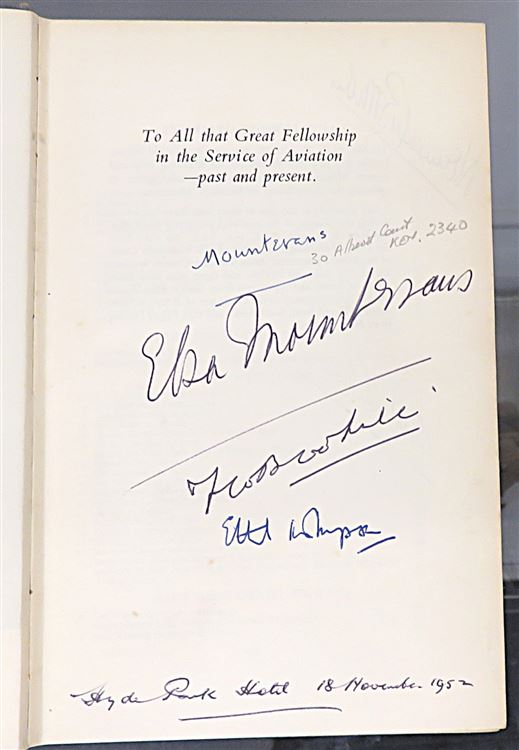 To All that Great Fellowship
in the Service of Aviation
—past and present.
Mountevans
30 Albert Court
KEN. 2340
Elsa Mountevans
Hyde Park Hotel 18 November 1952